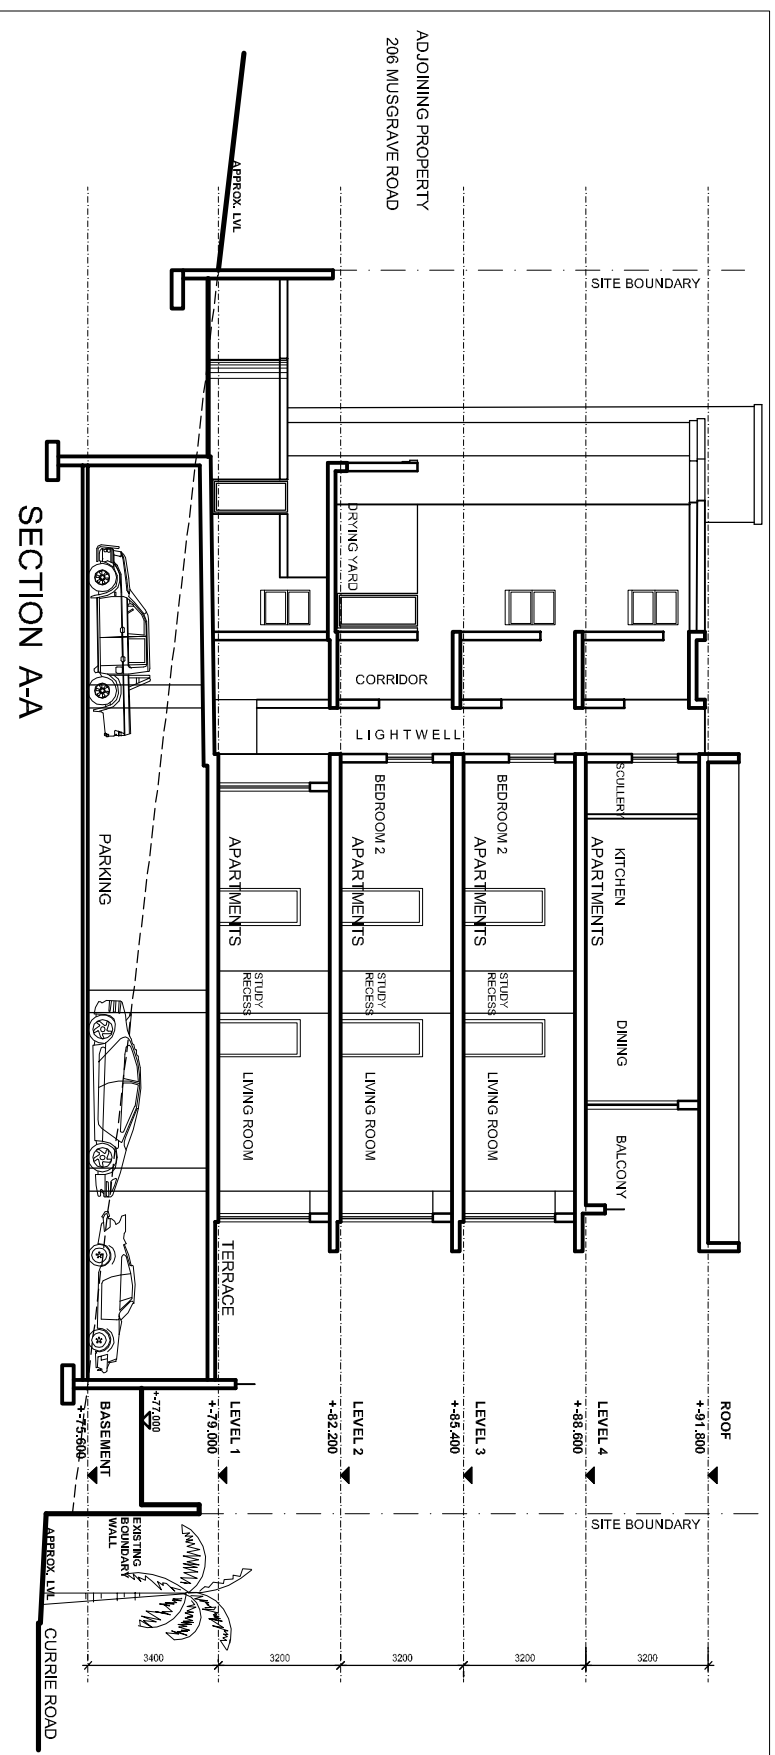 ADJOINING PROPERTY
206 MUSGRAVE ROAD
SITE BOUNDARY
SITE BOUNDARY
ROOF
+-91.800
SCULLERY
KITCHEN
DINING
BALCONY
APARTMENTS
LEVEL 4
+-88.600
BEDROOM 2
APARTMENTS
STUDY
RECESS
LIVING ROOM
LEVEL 3
+-85.400
DRYING YARD
CORRIDOR
LIGHTWELL
BEDROOM 2
APARTMENTS
STUDY
RECESS
LIVING ROOM
LEVEL 2
+-82.200
APARTMENTS
STUDY
RECESS
LIVING ROOM
TERRACE
LEVEL 1
+-79.000
APPROX. LVL
+-77.000
PARKING
BASEMENT
+-75.600
EXISTING
BOUNDARY
WALL
APPROX. LVL
CURRIE ROAD
3200
3200
3200
3200
3400
SECTION A-A